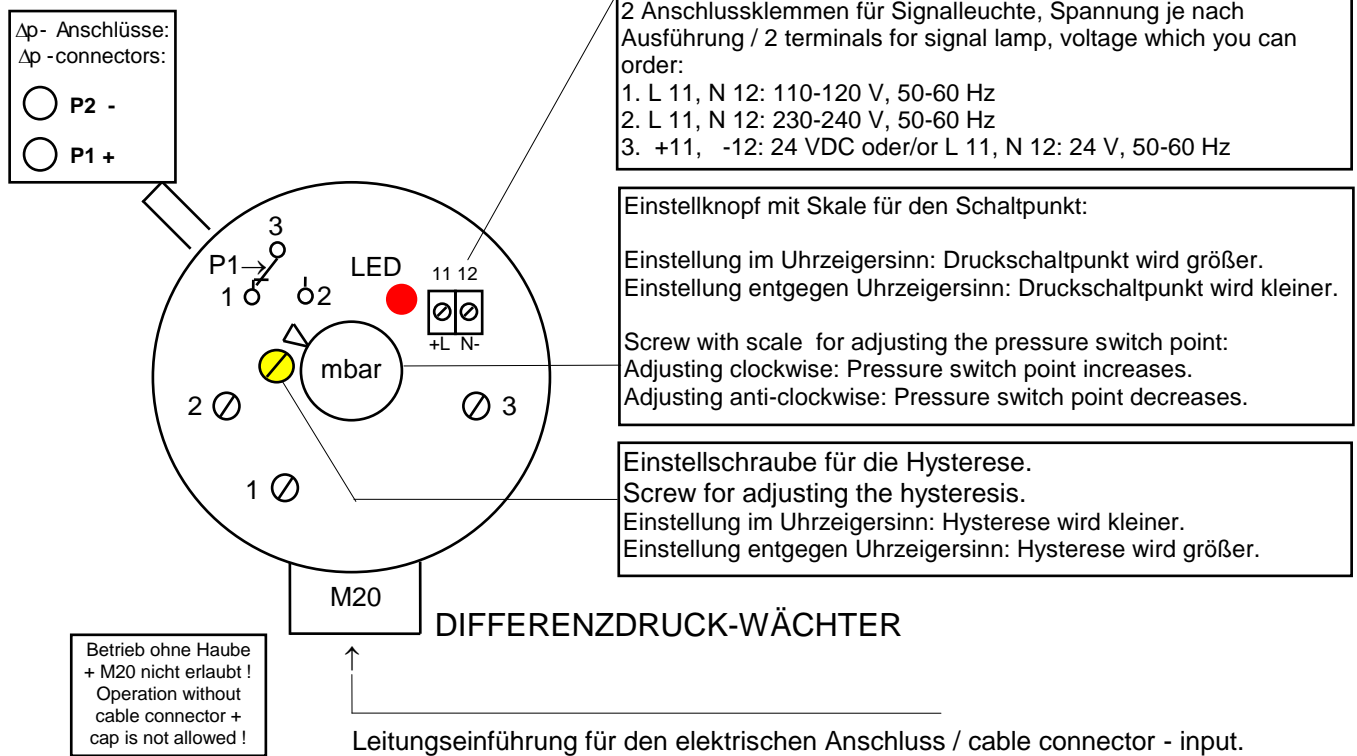 Δp- Anschlüsse:
Δp -connectors:
P2 -
P1 +
2 Anschlussklemmen für Signalleuchte, Spannung je nach
Ausführung / 2 terminals for signal lamp, voltage which you can
order:
1. L 11, N 12: 110-120 V, 50-60 Hz
2. L 11, N 12: 230-240 V, 50-60 Hz
3. +11, -12: 24 VDC oder/or L 11, N 12: 24 V, 50-60 Hz
3
P1→
1
2
LED
11 12
+L N-
mbar
2
3
1
M20
Einstellknopf mit Skale für den Schaltpunkt:
Einstellung im Uhrzeigersinn: Druckschaltpunkt wird größer.
Einstellung entgegen Uhrzeigersinn: Druckschaltpunkt wird kleiner.
Screw with scale for adjusting the pressure switch point:
Adjusting clockwise: Pressure switch point increases.
Adjusting anti-clockwise: Pressure switch point decreases.
Einstellschraube für die Hysterese.
Screw for adjusting the hysteresis.
Einstellung im Uhrzeigersinn: Hysterese wird kleiner.
Einstellung entgegen Uhrzeigersinn: Hysterese wird größer.
DIFFERENZDRUCK-WÄCHTER
Betrieb ohne Haube
+ M20 nicht erlaubt !
Operation without
cable connector +
cap is not allowed !
Leitungseinführung für den elektrischen Anschluss / cable connector - input.